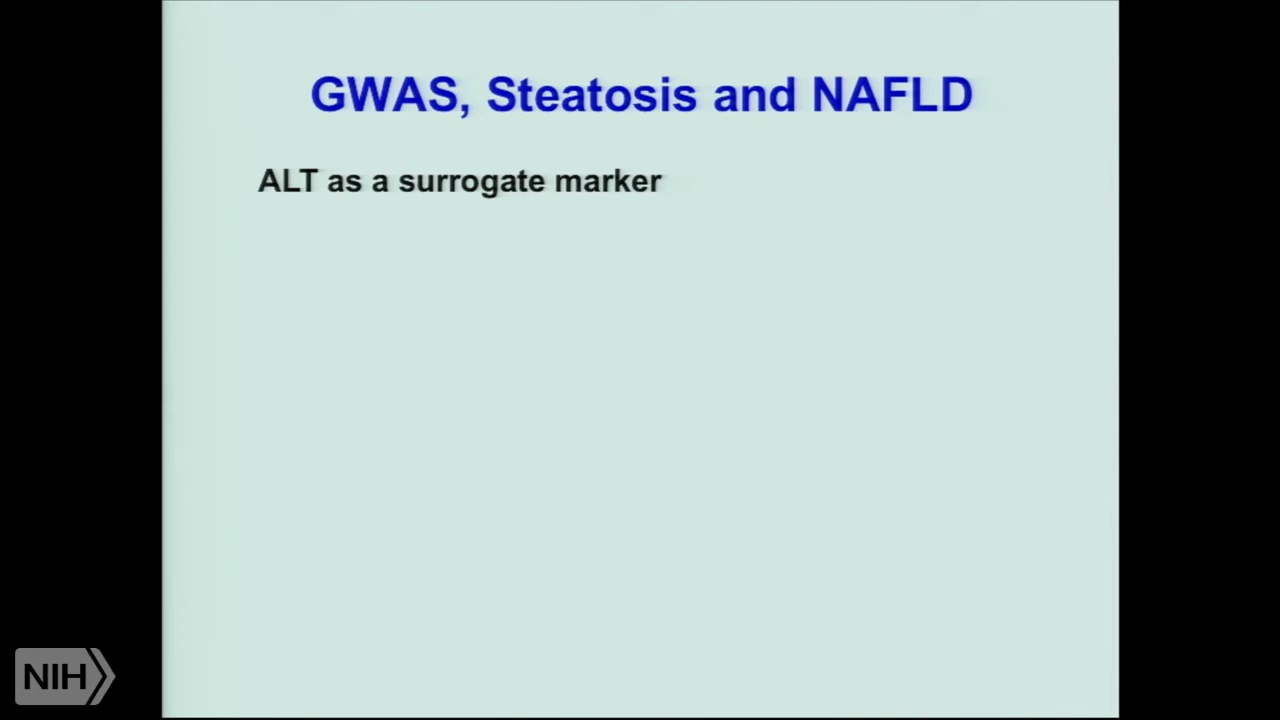 GWAS, Steatosis and NAFLD
ALT as a surrogate marker
NIH